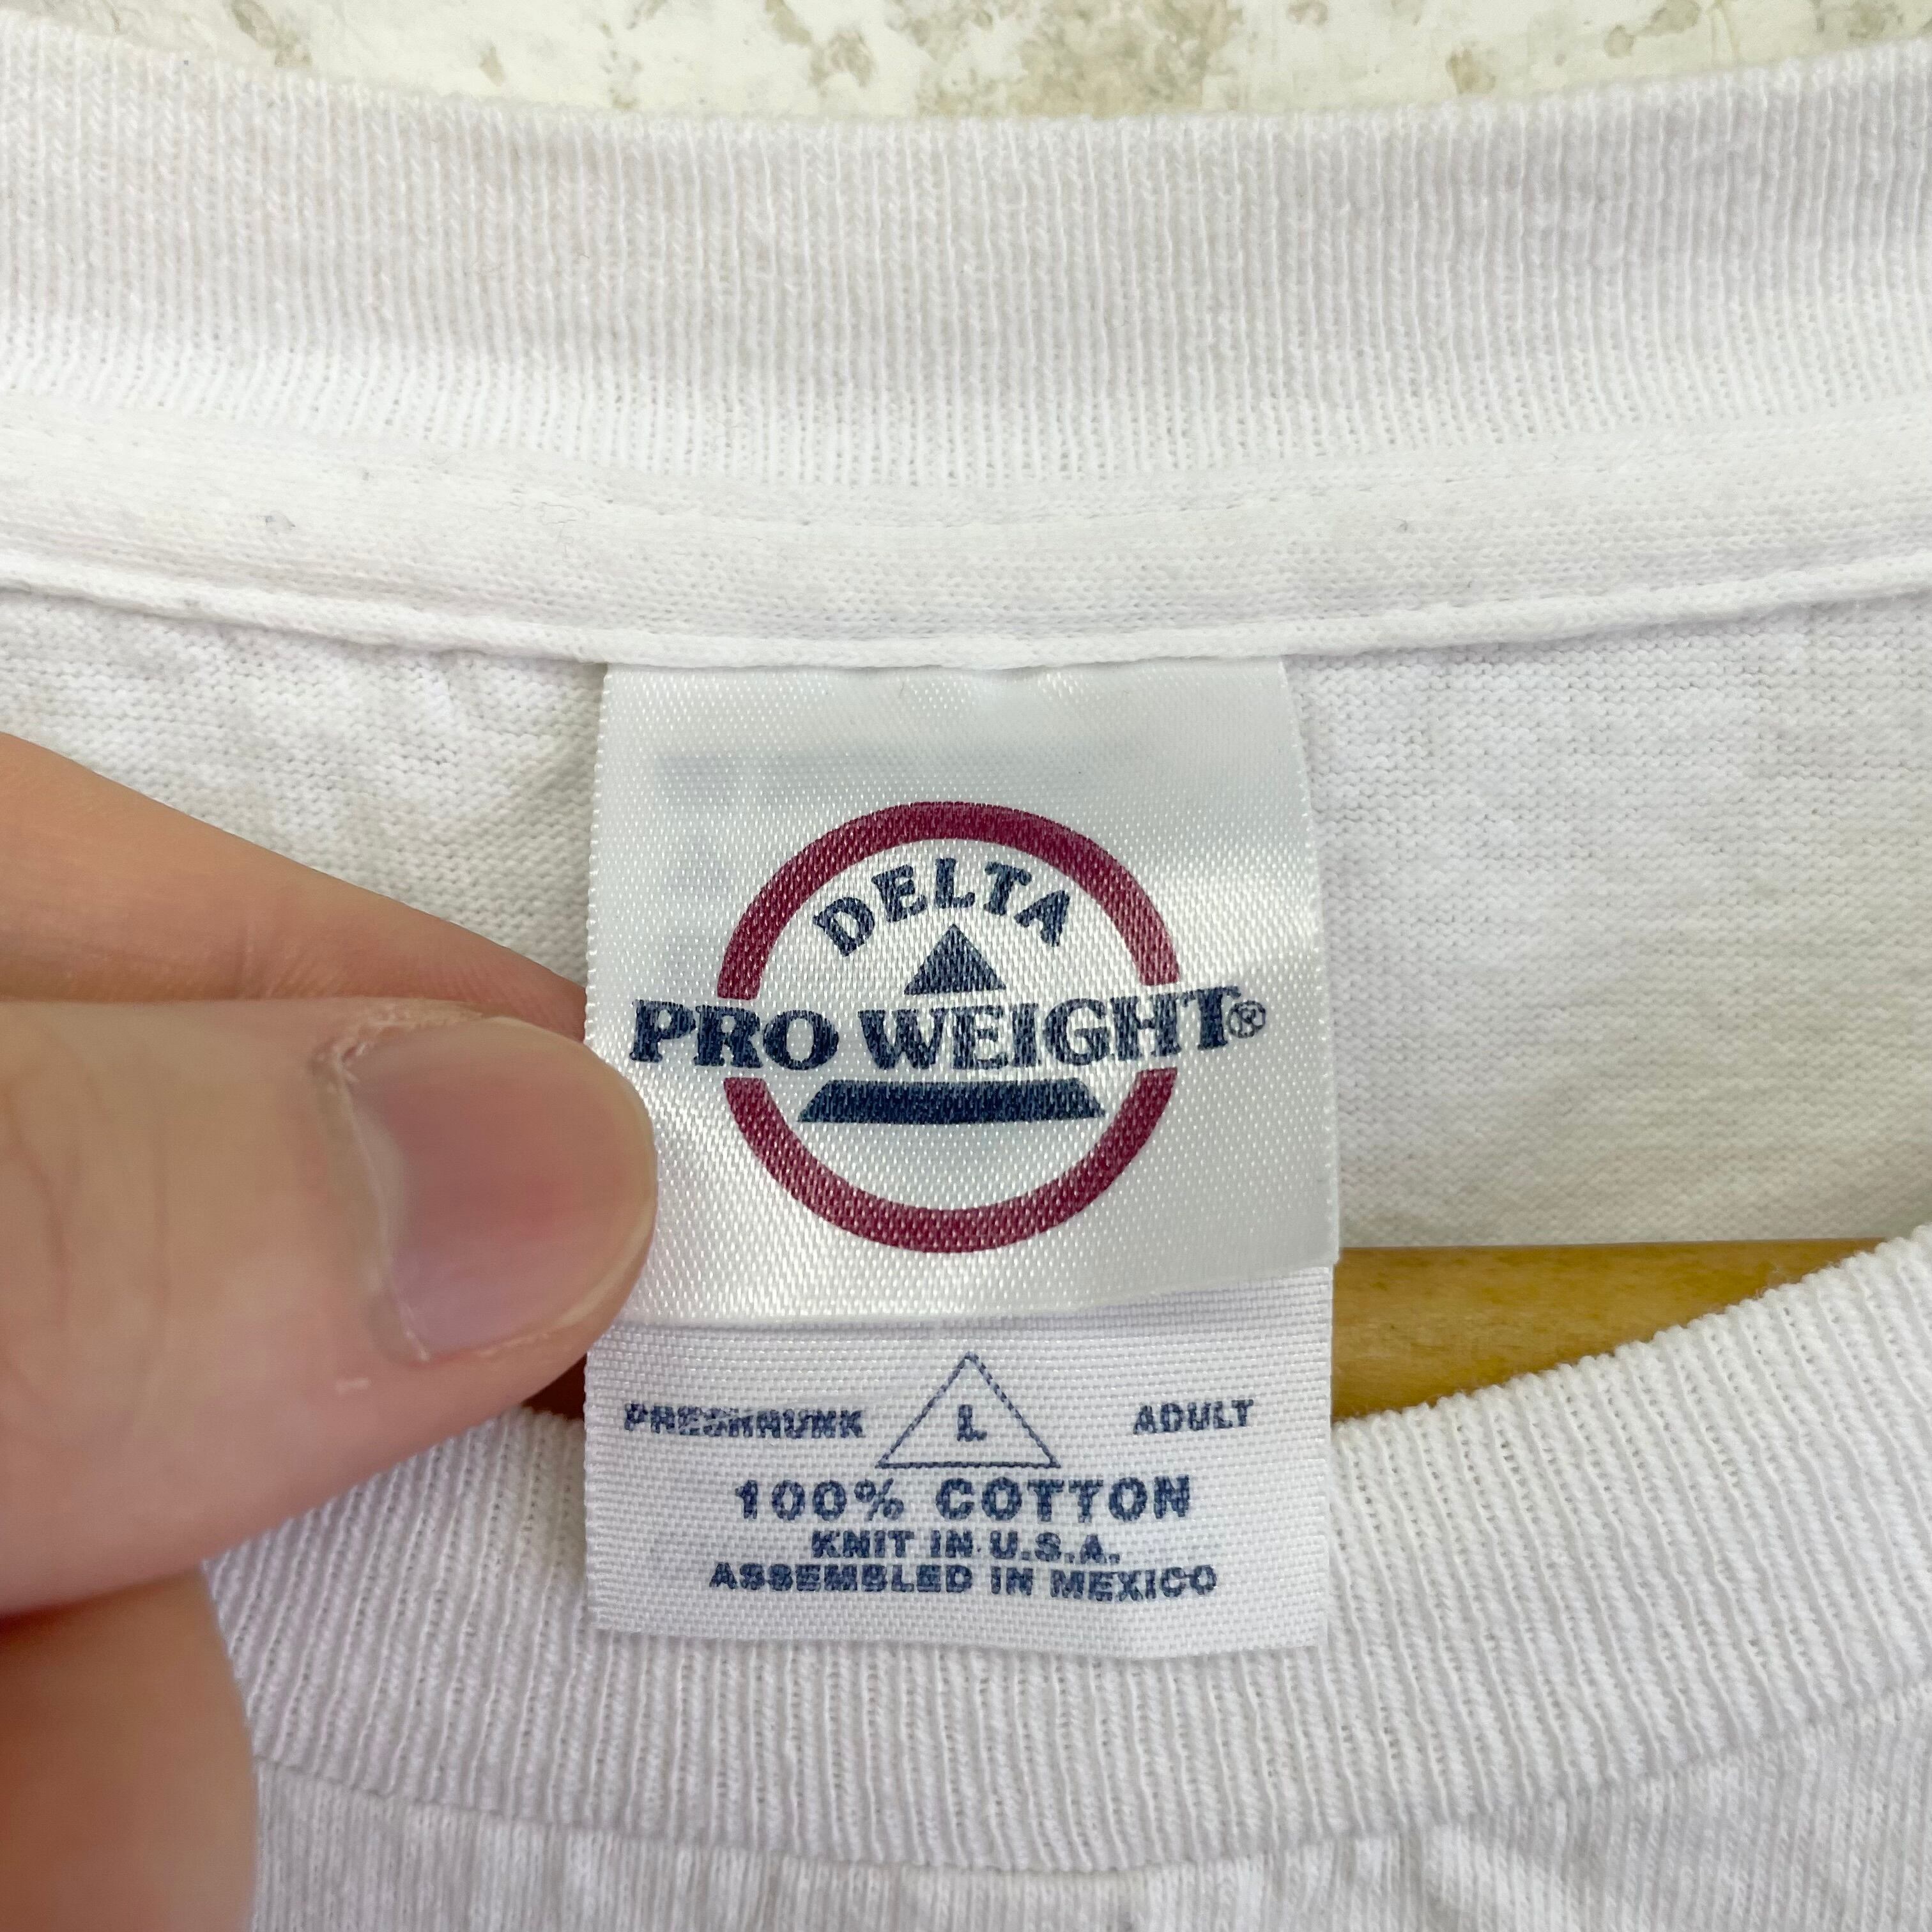 DELTA
PRO WEIGHT®
PRESHRUNK L ADULT
100% COTTON
KNIT IN U.S.A.
ASSEMBLED IN MEXICO